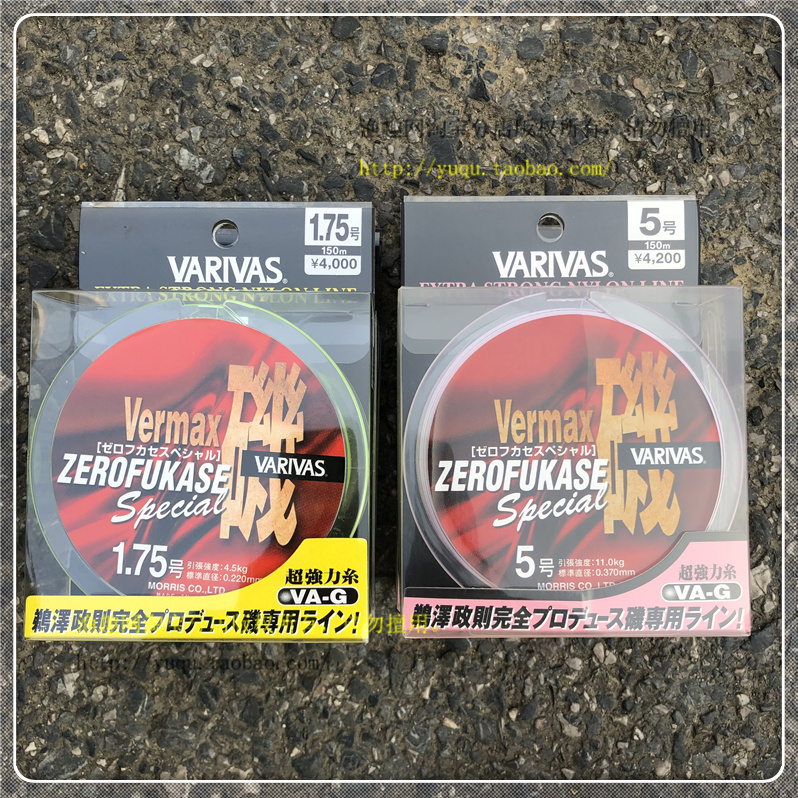 http://yuqu.taobao.com/
1.75号
150m
¥4,000
VARIVAS®
EXTRA STRONG NYLON LINE
Vermax
磯
[ゼロフカセスペシャル]
ZEROFUKASE
VARIVAS®
Special
1.75号
引張強度:4.5kg
標準直径:0.220mm
MORRIS CO.,LTD.
超強力糸
VA-G
鵜澤政則完全プロデュース磯専用ライン!
5号
150m
¥4,200
VARIVAS®
EXTRA STRONG NYLON LINE
Vermax
磯
[ゼロフカセスペシャル]
ZEROFUKASE
VARIVAS®
Special
5号
引張強度:11.0kg
標準直径:0.370mm
MORRIS CO.,LTD
超強力糸
VA-G
鵜澤政則完全プロデュース磯専用ライン!
勿擅用。
http://yuqu.taobao.com/